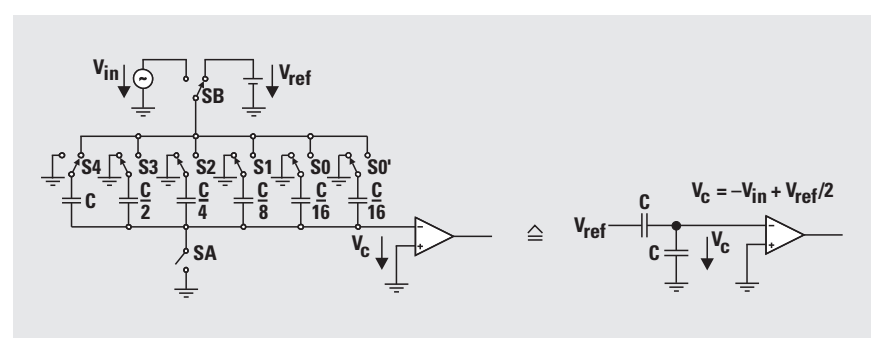 Vin
Vref
SB
S4 S3 S2 S1 S0 S0'
C C/2 C/4 C/8 C/16 C/16
SA
Vc
−
+
≙
Vref
C
C
Vc
Vc = −Vin + Vref/2
−
+